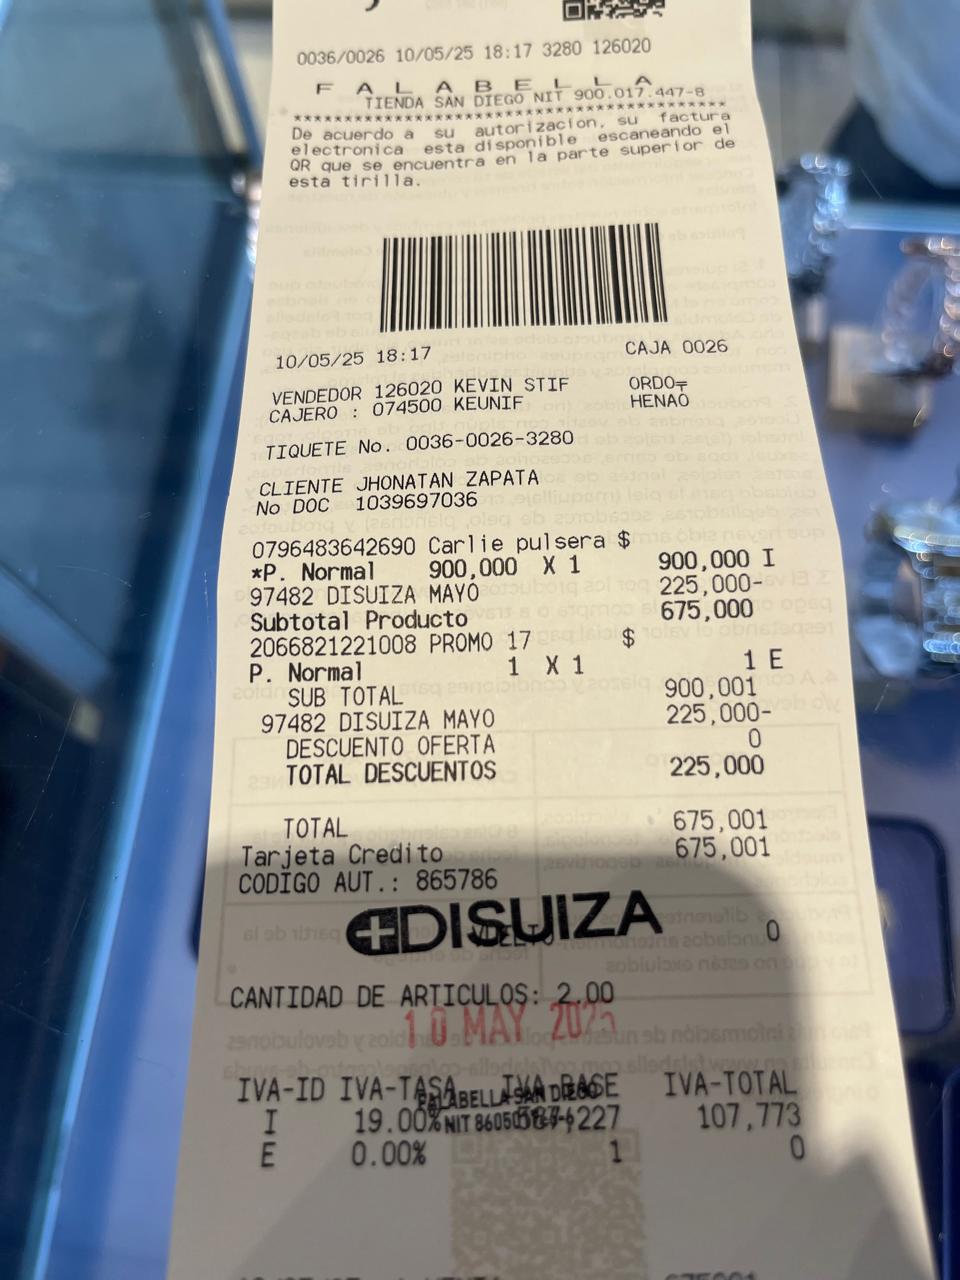 0036/0026 10/05/25 18:17 3280 126020
F A L A B E L L A
TIENDA SAN DIEGO NIT 900.017.447-8
****************************************
De acuerdo a su autorizacion, su factura
electronica esta disponible escaneando el
QR que se encuentra en la parte superior de
esta tirilla.
10/05/25 18:17 CAJA 0026
VENDEDOR 126020 KEVIN STIF ORDO
CAJERO : 074500 KEUNIF HENAO
TIQUETE No. 0036-0026-3280
CLIENTE JHONATAN ZAPATA
No DOC 1039697036
0796483642690 Carlie pulsera $
*P. Normal 900,000 X 1 900,000 I
97482 DISUIZA MAYO 225,000-
Subtotal Producto 675,000
2066821221008 PROMO 17 $
P. Normal 1 X 1 1 E
SUB TOTAL 900,001
97482 DISUIZA MAYO 225,000-
DESCUENTO OFERTA 0
TOTAL DESCUENTOS 225,000
TOTAL 675,001
Tarjeta Credito 675,001
CODIGO AUT.: 865786
DISUIZA
VUELTO 0
CANTIDAD DE ARTICULOS: 2.00
10 MAY 2025
IVA-ID IVA-TASA IVA BASE IVA-TOTAL
FALABELLA SAN DIEGO
I 19.00% 107,773
NIT
E 0.00% 1 0